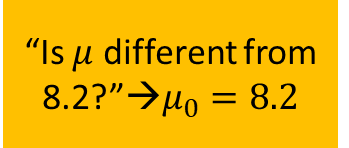 “Is 𝜇 different from
8.2?”→𝜇₀ = 8.2